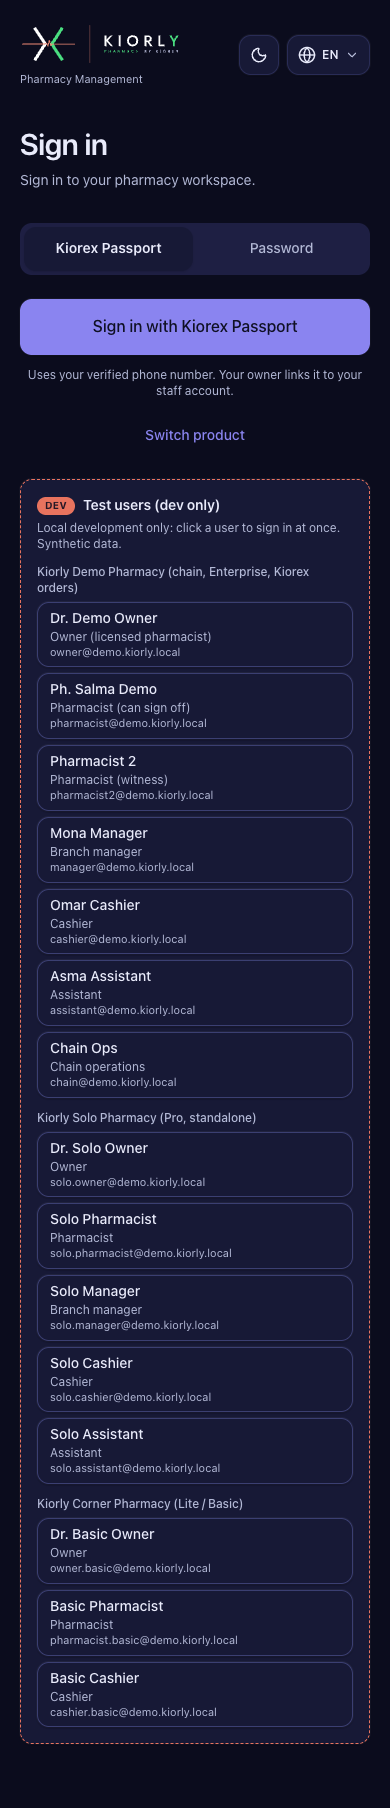 KIORLY
PHARMACY BY KIORLY
Pharmacy Management
EN
Sign in
Sign in to your pharmacy workspace.
Kiorex Passport
Password
Sign in with Kiorex Passport
Uses your verified phone number. Your owner links it to your
staff account.
Switch product
DEV
Test users (dev only)
Local development only: click a user to sign in at once.
Synthetic data.
Kiorly Demo Pharmacy (chain, Enterprise, Kiorex
orders)
Dr. Demo Owner
Owner (licensed pharmacist)
owner@demo.kiorly.local
Ph. Salma Demo
Pharmacist (can sign off)
pharmacist@demo.kiorly.local
Pharmacist 2
Pharmacist (witness)
pharmacist2@demo.kiorly.local
Mona Manager
Branch manager
manager@demo.kiorly.local
Omar Cashier
Cashier
cashier@demo.kiorly.local
Asma Assistant
Assistant
assistant@demo.kiorly.local
Chain Ops
Chain operations
chain@demo.kiorly.local
Kiorly Solo Pharmacy (Pro, standalone)
Dr. Solo Owner
Owner
solo.owner@demo.kiorly.local
Solo Pharmacist
Pharmacist
solo.pharmacist@demo.kiorly.local
Solo Manager
Branch manager
solo.manager@demo.kiorly.local
Solo Cashier
Cashier
solo.cashier@demo.kiorly.local
Solo Assistant
Assistant
solo.assistant@demo.kiorly.local
Kiorly Corner Pharmacy (Lite / Basic)
Dr. Basic Owner
Owner
owner.basic@demo.kiorly.local
Basic Pharmacist
Pharmacist
pharmacist.basic@demo.kiorly.local
Basic Cashier
Cashier
cashier.basic@demo.kiorly.local